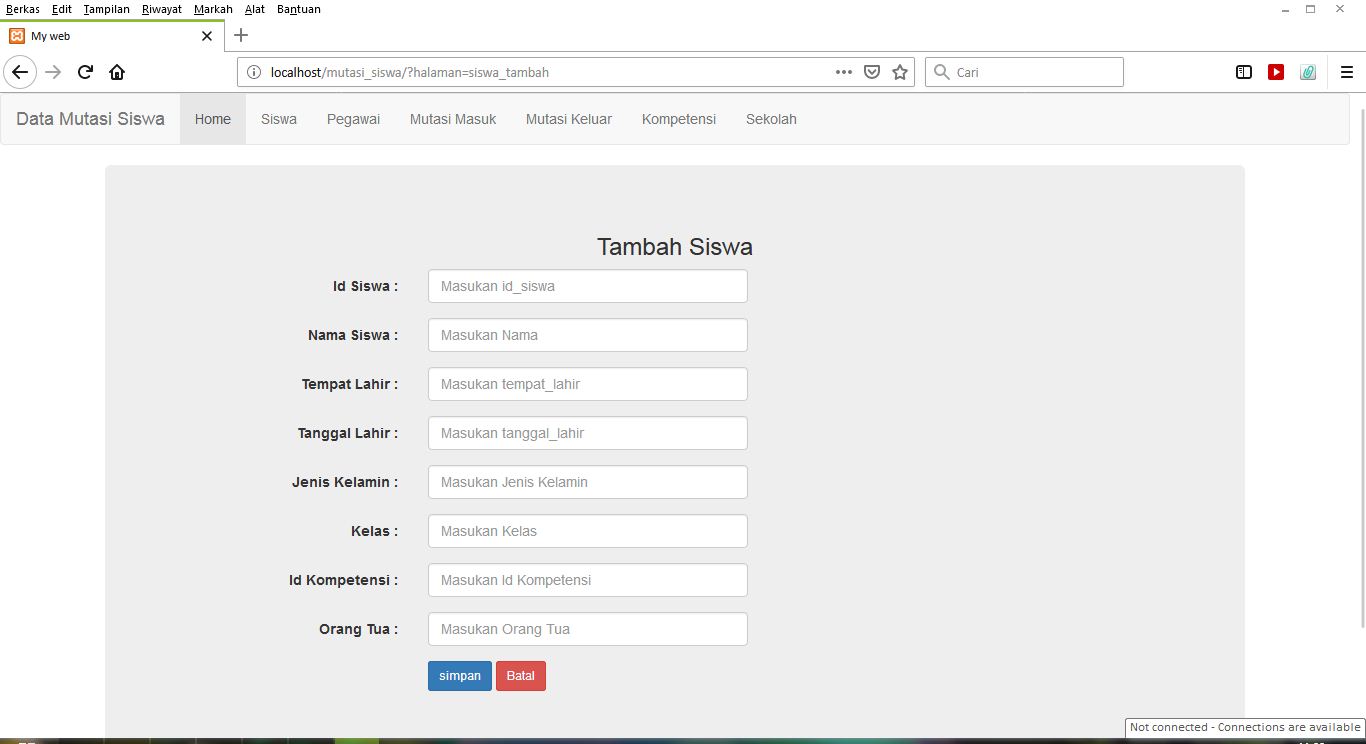 Berkas Edit Tampilan Riwayat Markah Alat Bantuan
My web
localhost/mutasi_siswa/?halaman=siswa_tambah
Cari
Data Mutasi Siswa Home Siswa Pegawai Mutasi Masuk Mutasi Keluar Kompetensi Sekolah
Tambah Siswa
Id Siswa : Masukan id_siswa
Nama Siswa : Masukan Nama
Tempat Lahir : Masukan tempat_lahir
Tanggal Lahir : Masukan tanggal_lahir
Jenis Kelamin : Masukan Jenis Kelamin
Kelas : Masukan Kelas
Id Kompetensi : Masukan Id Kompetensi
Orang Tua : Masukan Orang Tua
simpan Batal
Not connected - Connections are available